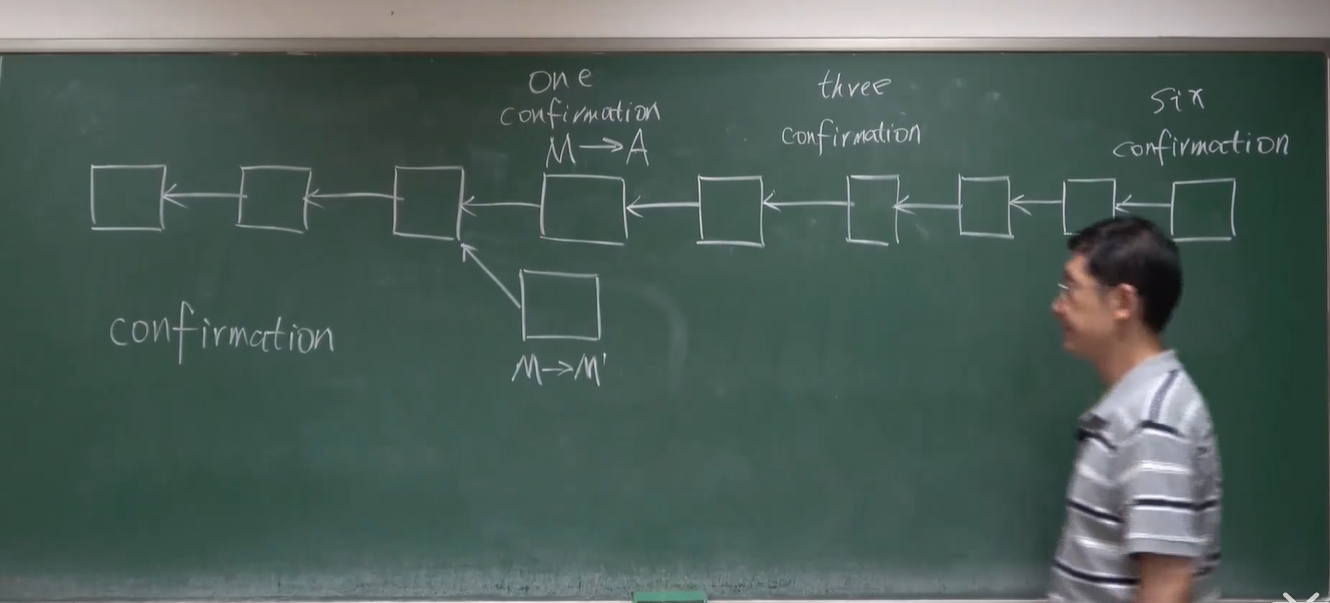 one
confirmation
M→A
three
confirmation
six
confirmation
confirmation
M→M'